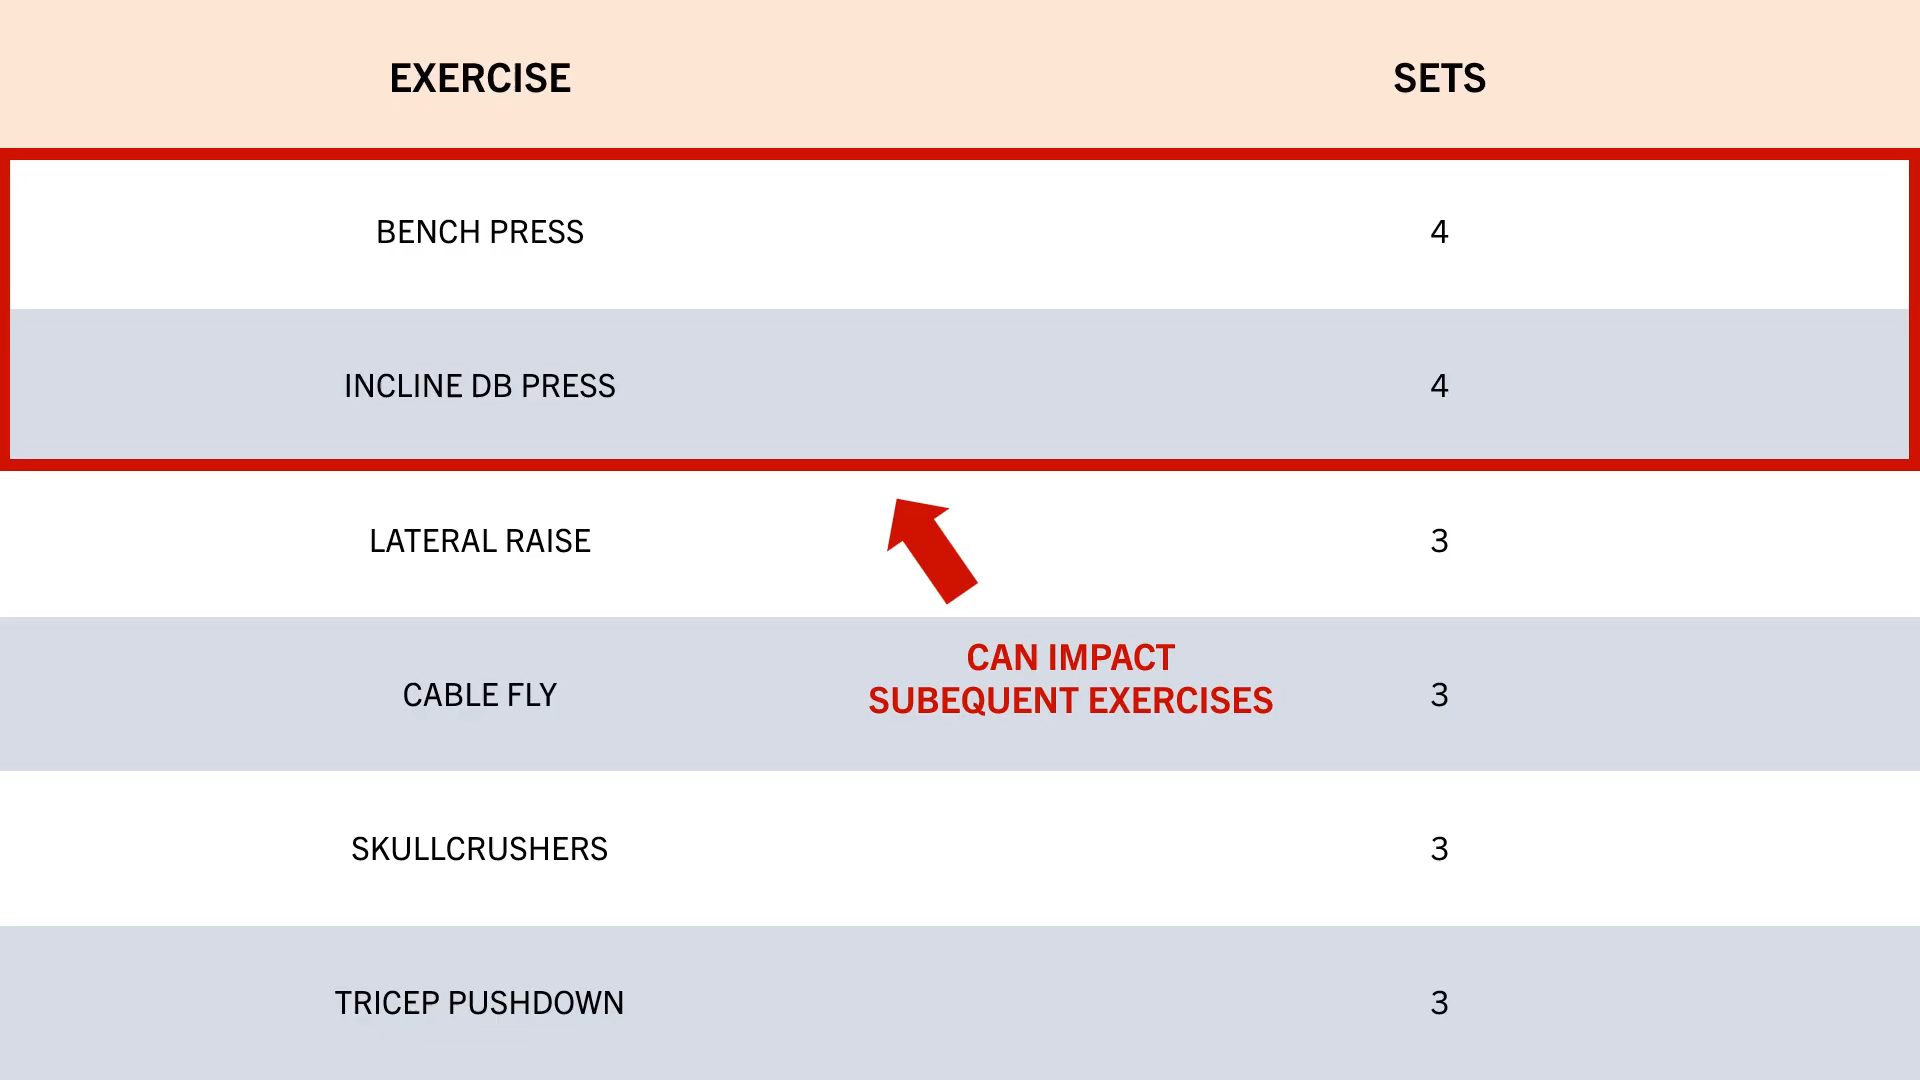 EXERCISE SETS
BENCH PRESS 4
INCLINE DB PRESS 4
LATERAL RAISE 3
CAN IMPACT
SUBEQUENT EXERCISES
CABLE FLY 3
SKULLCRUSHERS 3
TRICEP PUSHDOWN 3